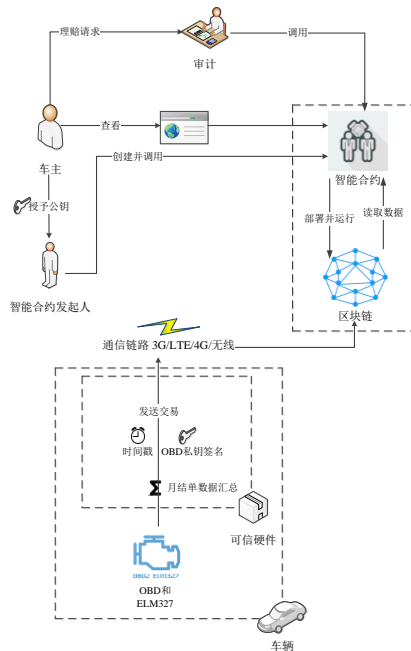 理赔请求
审计
调用
车主
查看
智能合约
创建并调用
授予公钥
部署并运行
读取数据
智能合约发起人
区块链
通信链路 3G/LTE/4G/无线
发送交易
时间戳
OBD私钥签名
月结单数据汇总
可信硬件
OBD2 ELM327
OBD和
ELM327
车辆